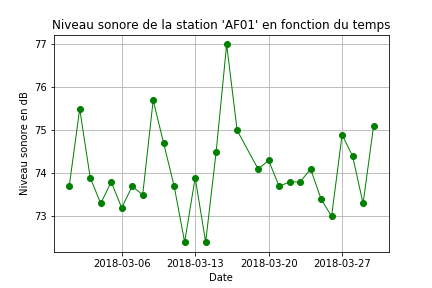 Niveau sonore de la station 'AF01' en fonction du temps
77
76
75
74
73
Niveau sonore en dB
2018-03-06 2018-03-13 2018-03-20 2018-03-27
Date